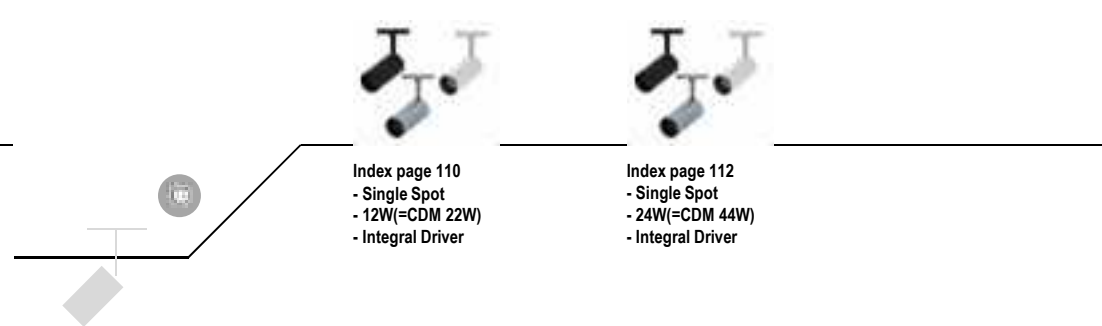 Index page 110
- Single Spot
- 12W(=CDM 22W)
- Integral Driver
Index page 112
- Single Spot
- 24W(=CDM 44W)
- Integral Driver